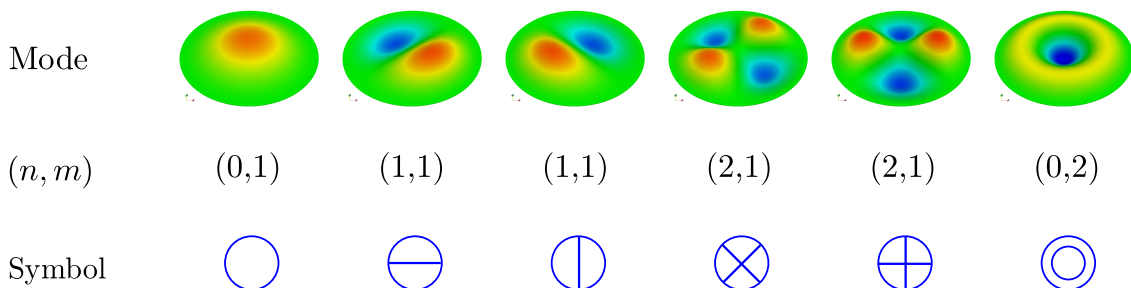 Mode
(n, m) (0,1) (1,1) (1,1) (2,1) (2,1) (0,2)
Symbol